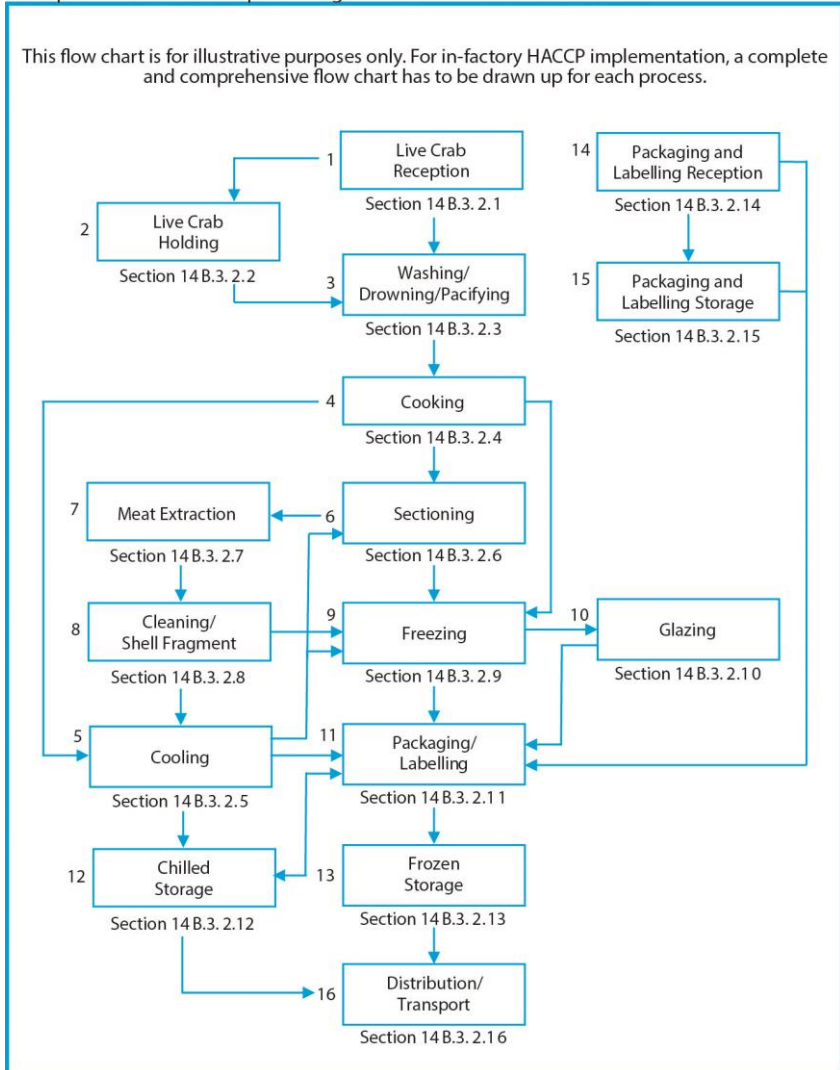 This flow chart is for illustrative purposes only. For in-factory HACCP implementation, a complete
and comprehensive flow chart has to be drawn up for each process.
1
Live Crab
Reception
Section 14 B.3. 2.1
14
Packaging and
Labelling Reception
Section 14 B.3. 2.14
2
Live Crab
Holding
Section 14 B.3. 2.2
3
Washing/
Drowning/Pacifying
Section 14 B.3. 2.3
15
Packaging and
Labelling Storage
Section 14 B.3. 2.15
4
Cooking
Section 14 B.3. 2.4
7
Meat Extraction
Section 14 B.3. 2.7
6
Sectioning
Section 14 B.3. 2.6
8
Cleaning/
Shell Fragment
Section 14 B.3. 2.8
9
Freezing
Section 14 B.3. 2.9
10
Glazing
Section 14 B.3. 2.10
5
Cooling
Section 14 B.3. 2.5
11
Packaging/
Labelling
Section 14 B.3. 2.11
12
Chilled
Storage
Section 14 B.3. 2.12
13
Frozen
Storage
Section 14 B.3. 2.13
16
Distribution/
Transport
Section 14 B.3. 2.16